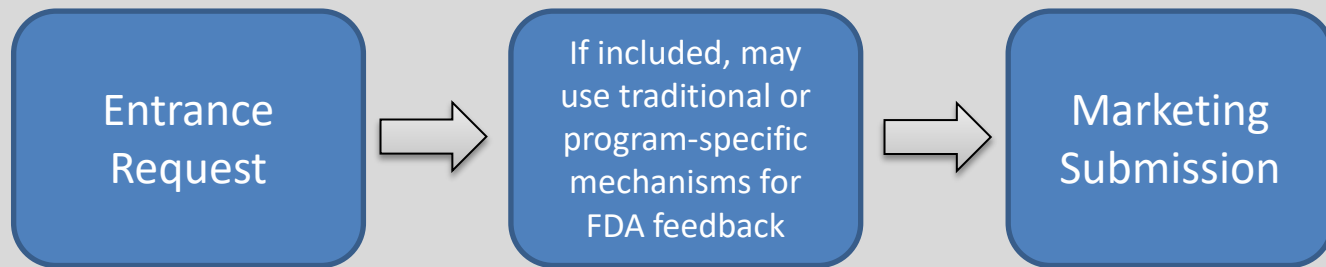 Entrance
Request
If included, may
use traditional or
program-specific
mechanisms for
FDA feedback
Marketing
Submission